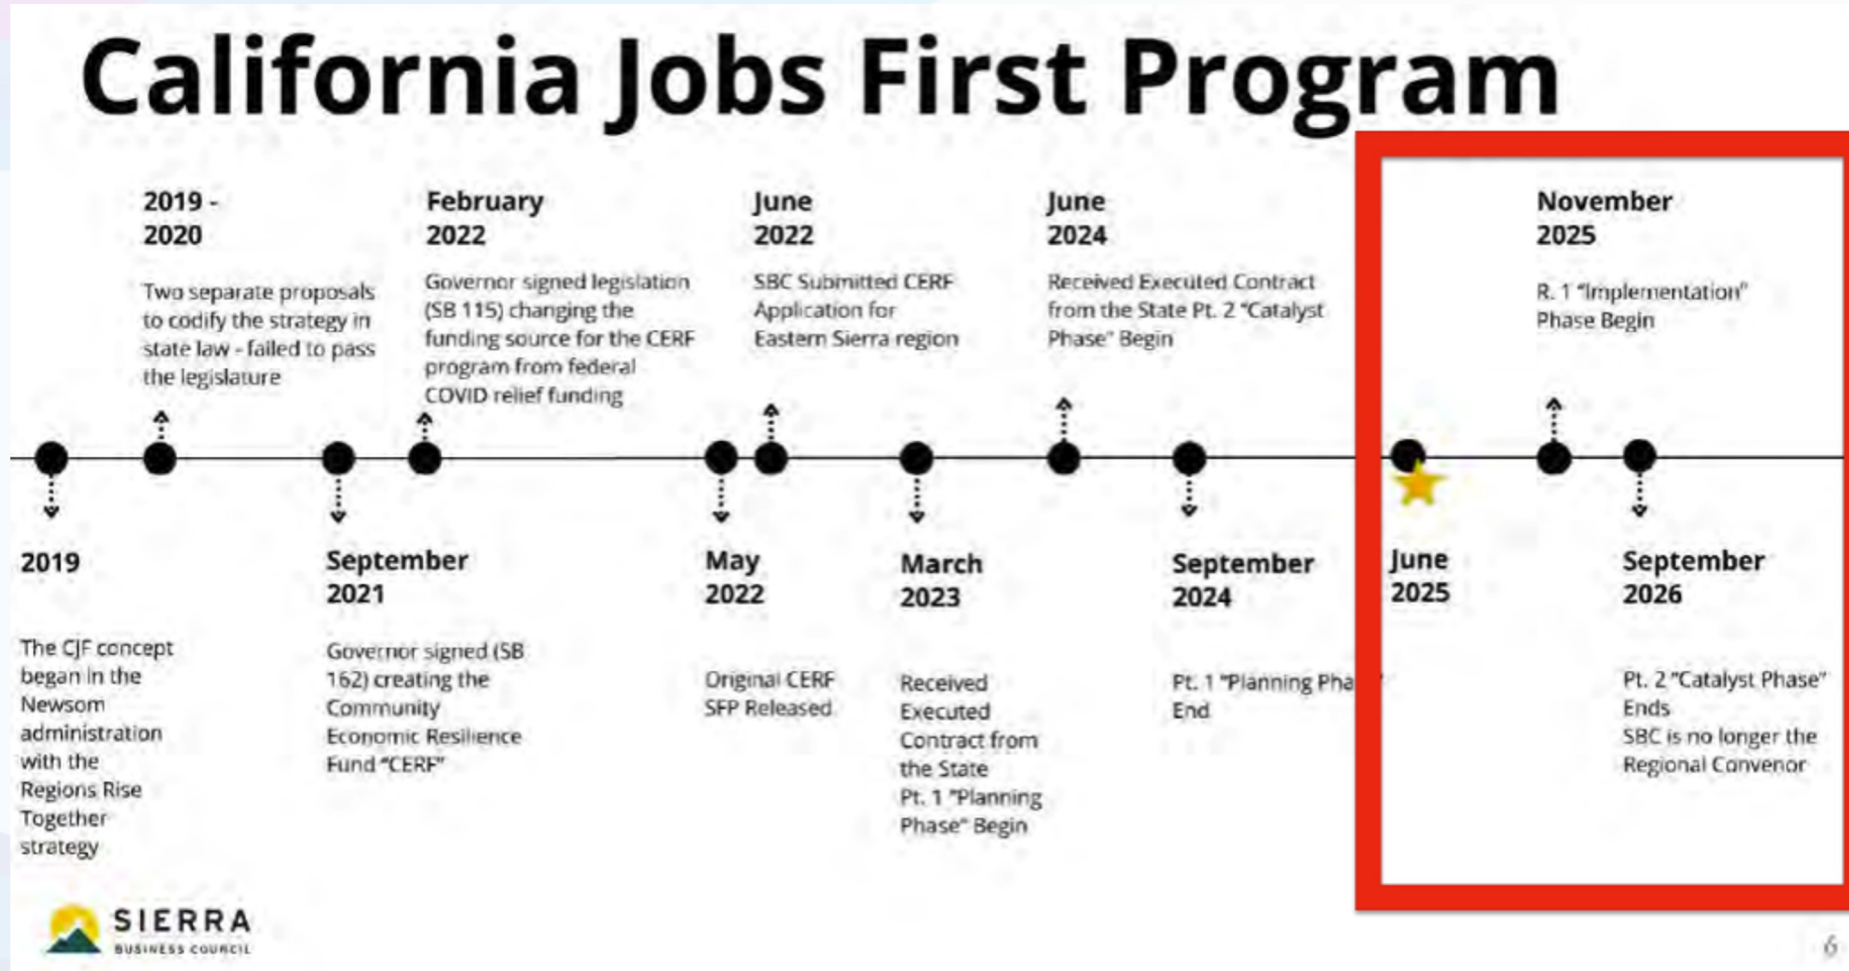 California Jobs First Program
2019 -
2020
Two separate proposals
to codify the strategy in
state law - failed to pass
the legislature
February
2022
Governor signed legislation
(SB 115) changing the
funding source for the CERF
program from federal
COVID relief funding
June
2022
SBC Submitted CERF
Application for
Eastern Sierra region
June
2024
Received Executed Contract
from the State Pt. 2 "Catalyst
Phase" Begin
November
2025
R. 1 "Implementation"
Phase Begin
2019
The CJF concept
began in the
Newsom
administration
with the
Regions Rise
Together
strategy
September
2021
Governor signed (SB
162) creating the
Community
Economic Resilience
Fund "CERF"
May
2022
Original CERF
SFP Released
March
2023
Received
Executed
Contract from
the State
Pt. 1 "Planning
Phase" Begin
September
2024
Pt. 1 "Planning
End
June
2025
September
2026
Pt. 2 "Catalyst Phase"
Ends
SBC is no longer the
Regional Convenor
SIERRA
BUSINESS COUNCIL
6